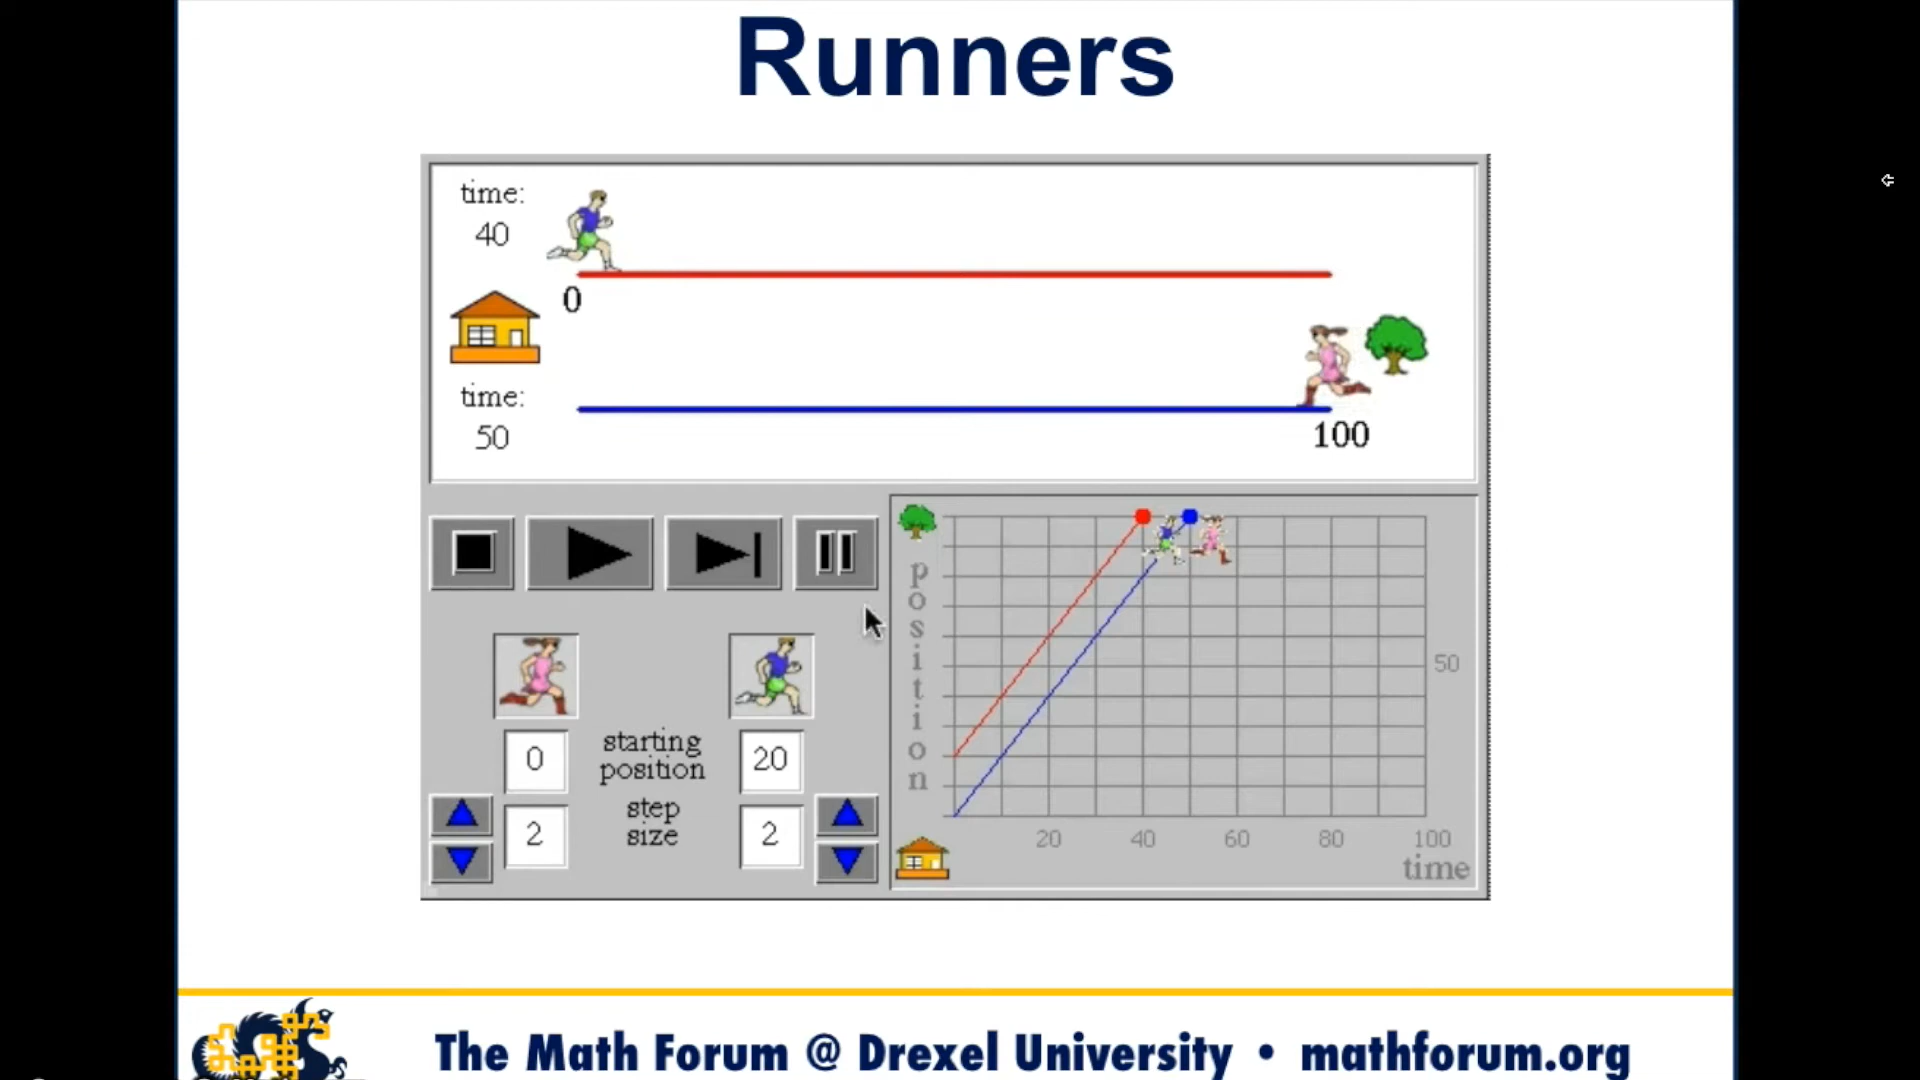 Runners
time:
40
0
time:
50
100
position
50
0
starting
position
20
step
size
2
2
20
40
60
80
100
time
The Math Forum @ Drexel University • mathforum.org